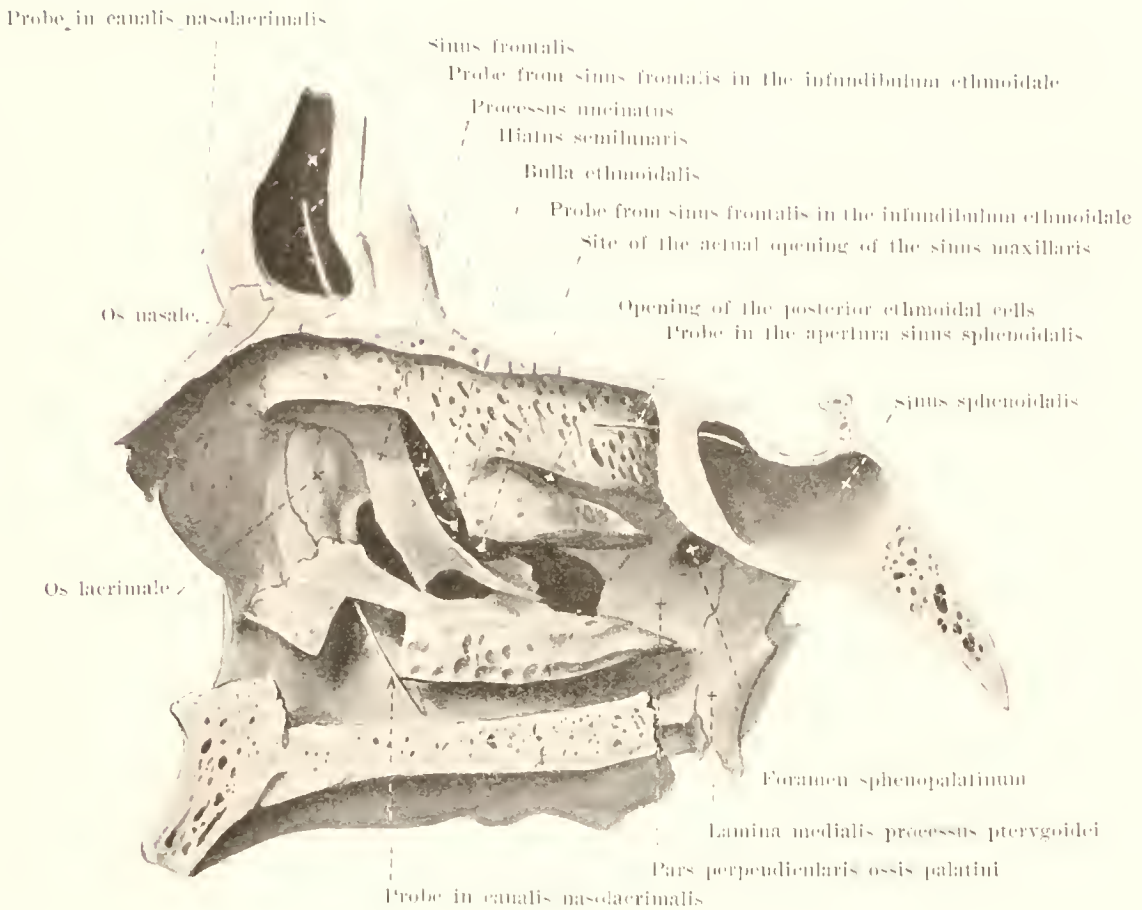 Probe in canalis nasolacrimalis
Sinus frontalis
Probe from sinus frontalis in the infundibulum ethmoidale
Processus uncinatus
Hiatus semilunaris
Bulla ethmoidalis
Probe from sinus frontalis in the infundibulum ethmoidale
Site of the actual opening of the sinus maxillaris
Os nasale
Opening of the posterior ethmoidal cells
Probe in the apertura sinus sphenoidalis
Sinus sphenoidalis
Os lacrimale
Foramen sphenopalatinum
Lamina medialis processus pterygoidei
Pars perpendicularis ossis palatini
Probe in canalis nasolacrimalis